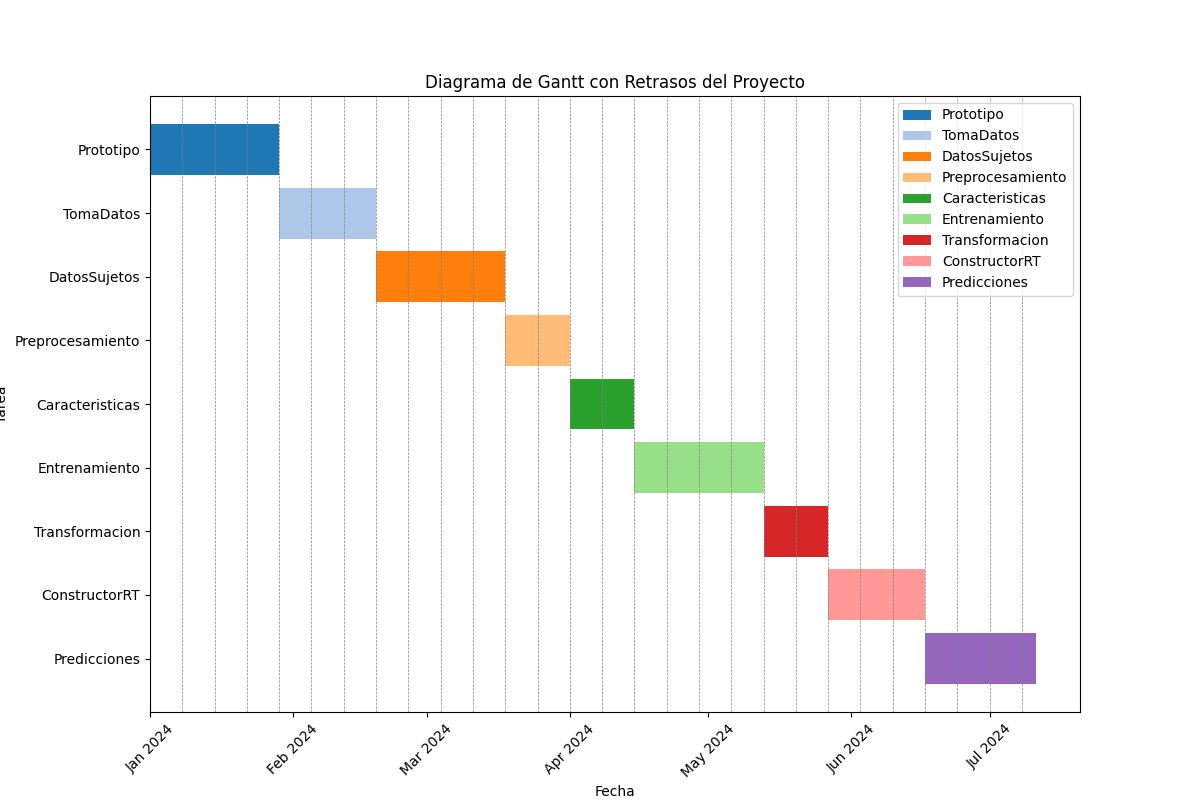 Diagrama de Gantt con Retrasos del Proyecto
Prototipo
TomaDatos
DatosSujetos
Preprocesamiento
Caracteristicas
Entrenamiento
Transformacion
ConstructorRT
Predicciones
Prototipo
TomaDatos
DatosSujetos
Preprocesamiento
Caracteristicas
Entrenamiento
Transformacion
ConstructorRT
Predicciones
Jan 2024
Feb 2024
Mar 2024
Apr 2024
May 2024
Jun 2024
Jul 2024
Fecha